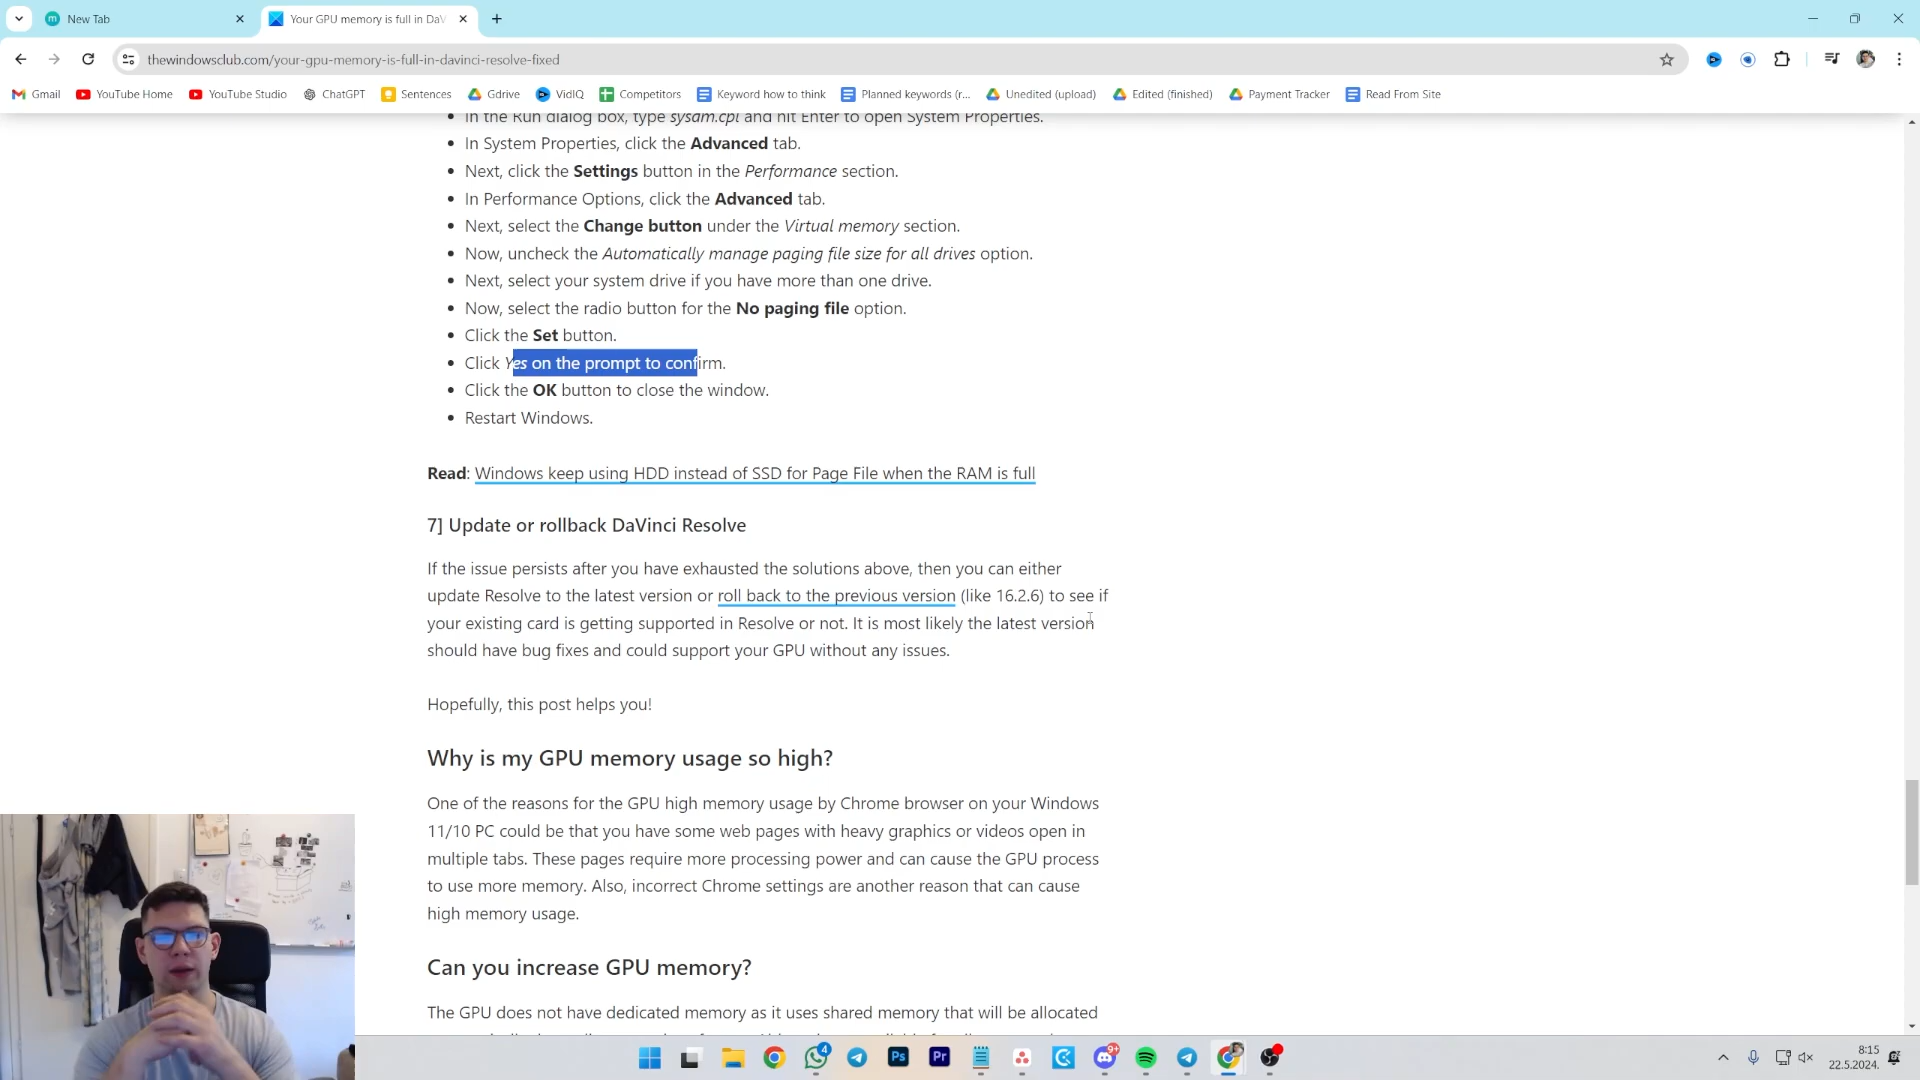 New Tab
Your GPU memory is full in DaV
thewindowsclub.com/your-gpu-memory-is-full-in-davinci-resolve-fixed
Gmail YouTube Home YouTube Studio ChatGPT Sentences Gdrive VidIQ Competitors Keyword how to think Planned keywords (r... Unedited (upload) Edited (finished) Payment Tracker Read From Site
In the Run dialog box, type sysdm.cpl and hit Enter to open System Properties.
In System Properties, click the Advanced tab.
Next, click the Settings button in the Performance section.
In Performance Options, click the Advanced tab.
Next, select the Change button under the Virtual memory section.
Now, uncheck the Automatically manage paging file size for all drives option.
Next, select your system drive if you have more than one drive.
Now, select the radio button for the No paging file option.
Click the Set button.
Click Yes on the prompt to confirm.
Click the OK button to close the window.
Restart Windows.
Read: Windows keep using HDD instead of SSD for Page File when the RAM is full
7] Update or rollback DaVinci Resolve
If the issue persists after you have exhausted the solutions above, then you can either
update Resolve to the latest version or roll back to the previous version (like 16.2.6) to see if
your existing card is getting supported in Resolve or not. It is most likely the latest version
should have bug fixes and could support your GPU without any issues.
Hopefully, this post helps you!
Why is my GPU memory usage so high?
One of the reasons for the GPU high memory usage by Chrome browser on your Windows
11/10 PC could be that you have some web pages with heavy graphics or videos open in
multiple tabs. These pages require more processing power and can cause the GPU process
to use more memory. Also, incorrect Chrome settings are another reason that can cause
high memory usage.
Can you increase GPU memory?
The GPU does not have dedicated memory as it uses shared memory that will be allocated
Ps Pr 4 9+
8:15
22.5.2024.